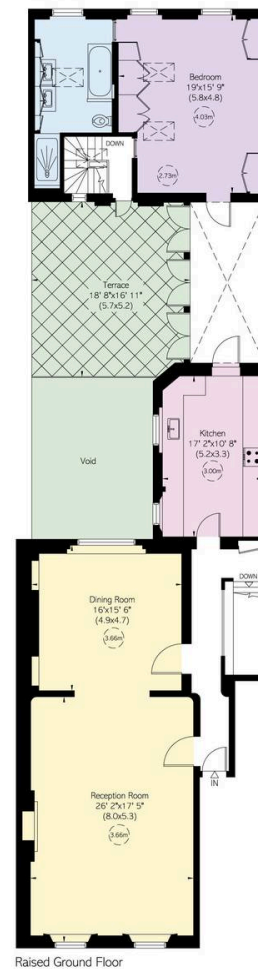 Bedroom
19'x15' 9"
(5.8x4.8)
4.03m
DOWN
2.73m
Terrace
18' 8"x16' 11"
(5.7x5.2)
Kitchen
17' 2"x10' 8"
(5.2x3.3)
3.00m
Void
DOWN
Dining Room
16'x15' 6"
(4.9x4.7)
3.66m
IN
Reception Room
26' 2"x17' 5"
(8.0x5.3)
3.66m
Raised Ground Floor